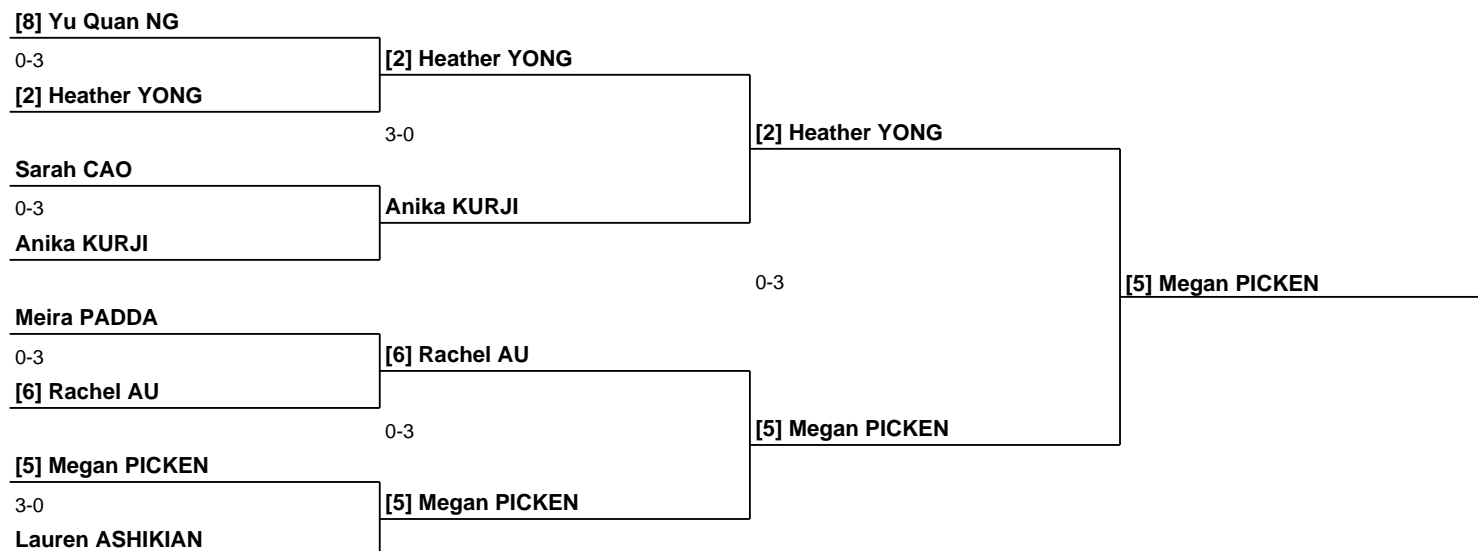 [8] Yu Quan NG
0-3
[2] Heather YONG
[2] Heather YONG
3-0
[2] Heather YONG
Sarah CAO
0-3
Anika KURJI
Anika KURJI
0-3
[5] Megan PICKEN
Meira PADDA
0-3
[6] Rachel AU
[6] Rachel AU
0-3
[5] Megan PICKEN
[5] Megan PICKEN
3-0
[5] Megan PICKEN
Lauren ASHIKIAN